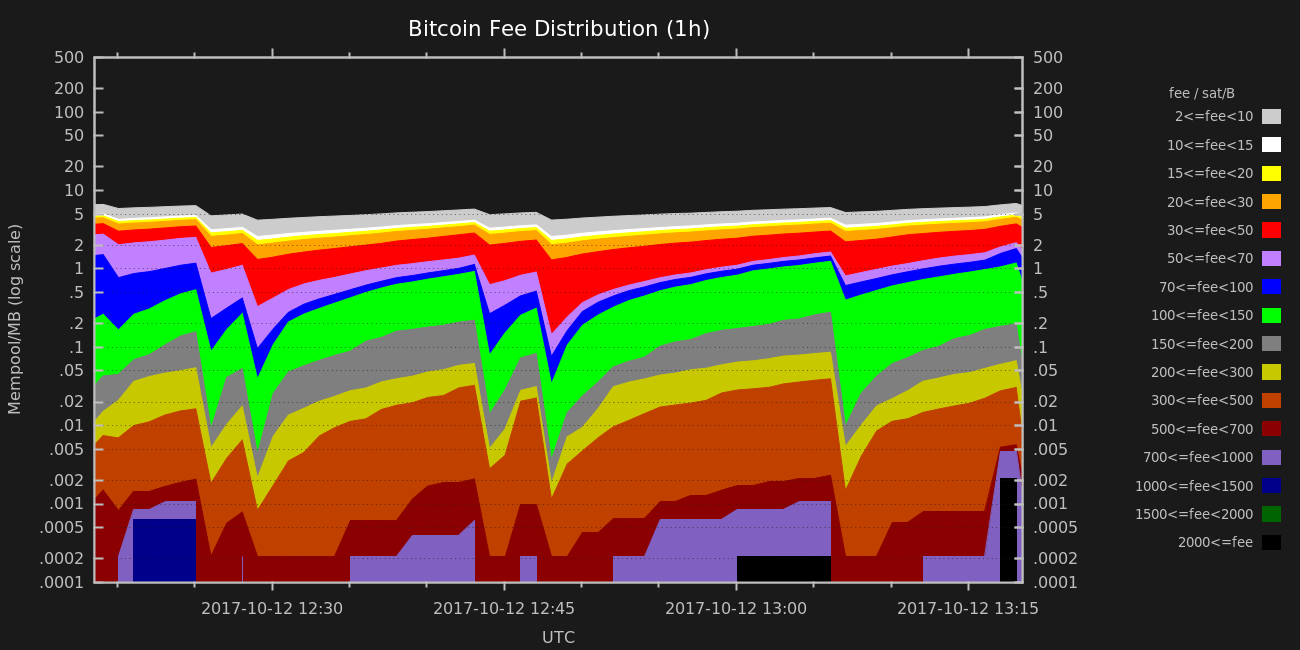 Bitcoin Fee Distribution (1h)
500
200
100
50
20
10
5
2
1
.5
.2
.1
.05
.02
.01
.005
.002
.001
.0005
.0002
.0001
Mempool/MB (log scale)
500
200
100
50
20
10
5
2
1
.5
.2
.1
.05
.02
.01
.005
.002
.001
.0005
.0002
.0001
2017-10-12 12:30
2017-10-12 12:45
2017-10-12 13:00
2017-10-12 13:15
UTC
fee / sat/B
2<=fee<10
10<=fee<15
15<=fee<20
20<=fee<30
30<=fee<50
50<=fee<70
70<=fee<100
100<=fee<150
150<=fee<200
200<=fee<300
300<=fee<500
500<=fee<700
700<=fee<1000
1000<=fee<1500
1500<=fee<2000
2000<=fee